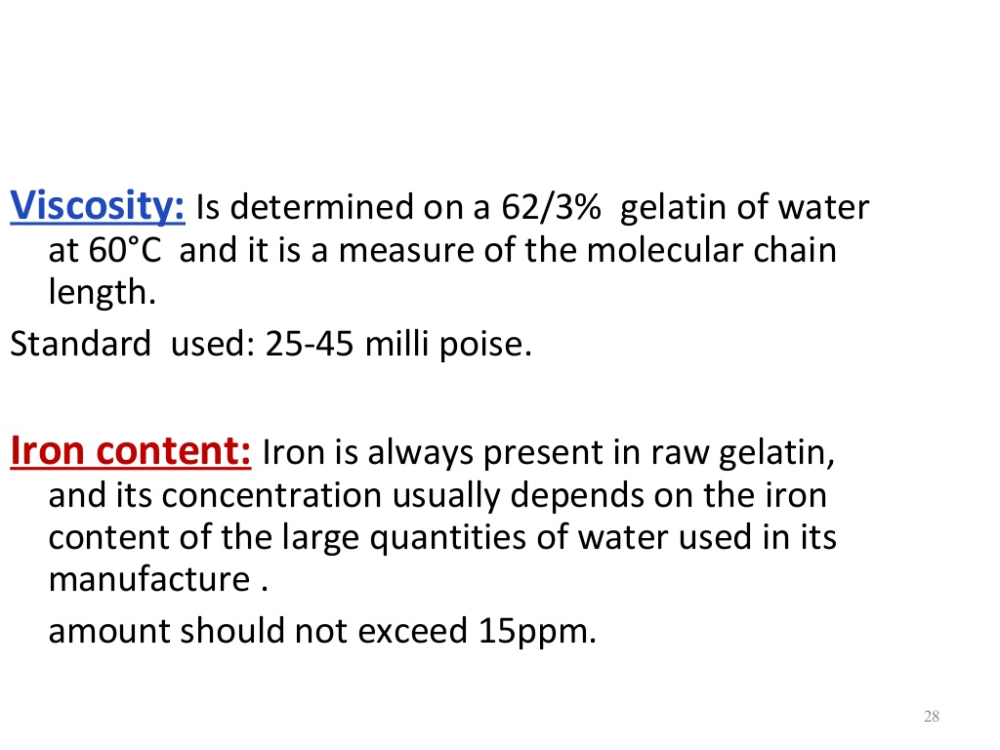 Viscosity: Is determined on a 62/3%  gelatin of water
at 60°C  and it is a measure of the molecular chain
length.
Standard  used: 25-45 milli poise.
Iron content: Iron is always present in raw gelatin,
and its concentration usually depends on the iron
content of the large quantities of water used in its
manufacture .
amount should not exceed 15ppm.
28